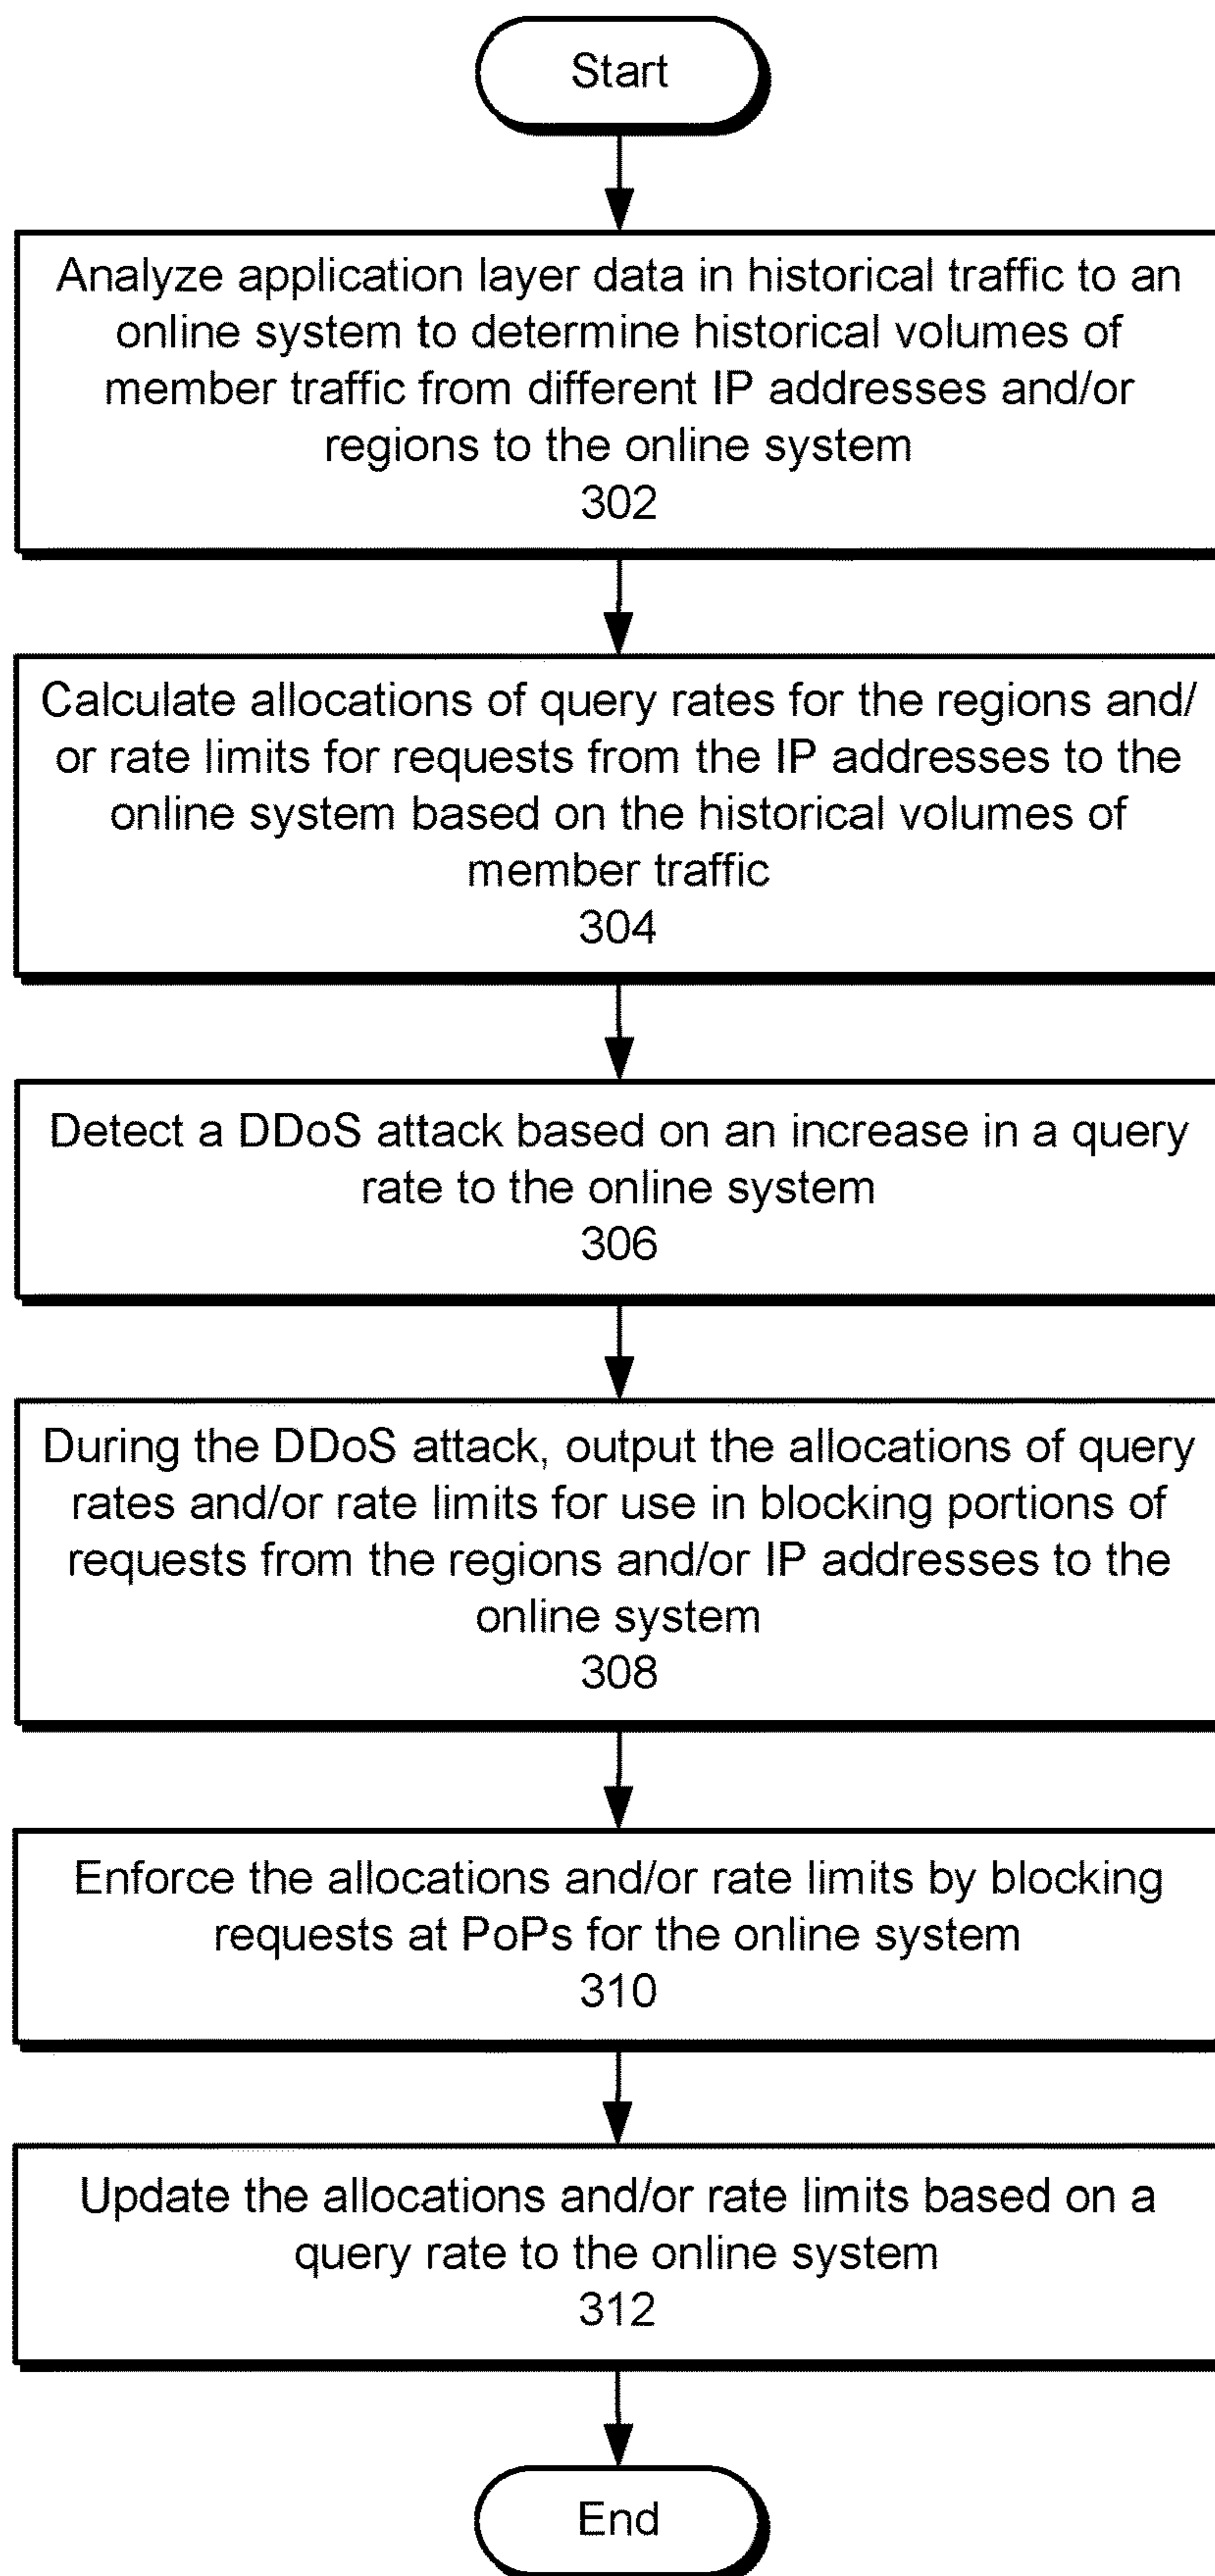 Start
Analyze application layer data in historical traffic to an
online system to determine historical volumes of
member traffic from different IP addresses and/or
regions to the online system
302
Calculate allocations of query rates for the regions and/
or rate limits for requests from the IP addresses to the
online system based on the historical volumes of
member traffic
304
Detect a DDoS attack based on an increase in a query
rate to the online system
306
During the DDoS attack, output the allocations of query
rates and/or rate limits for use in blocking portions of
requests from the regions and/or IP addresses to the
online system
308
Enforce the allocations and/or rate limits by blocking
requests at PoPs for the online system
310
Update the allocations and/or rate limits based on a
query rate to the online system
312
End